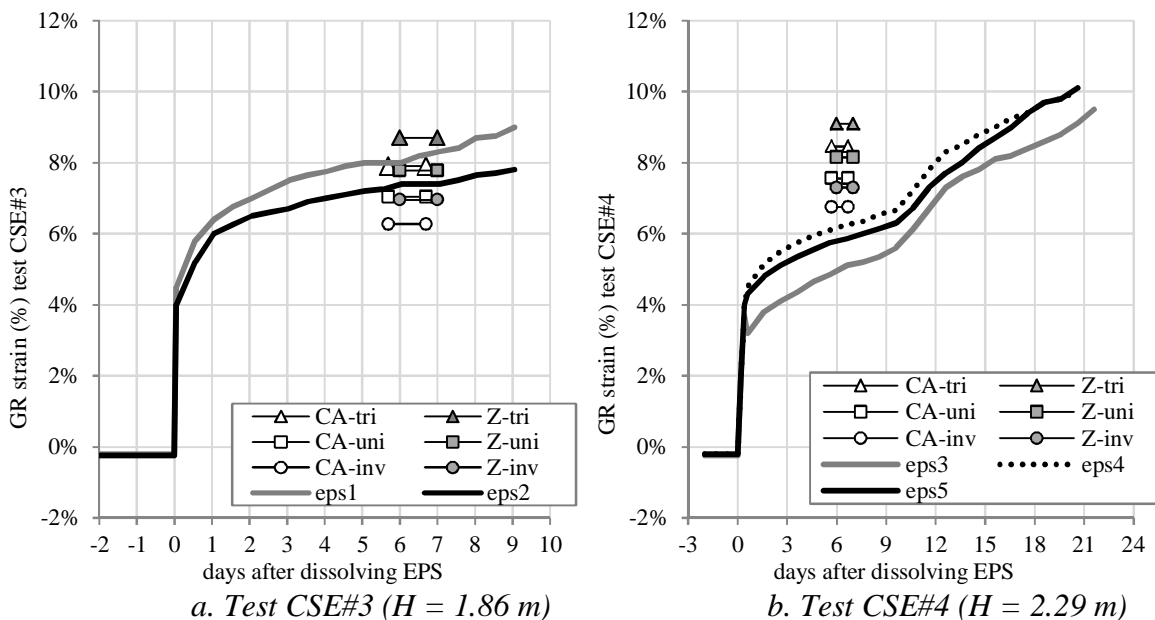 GR strain (%) test CSE#3
12%
10%
8%
6%
4%
2%
0%
-2%
-2 -1 0 1 2 3 4 5 6 7 8 9 10
days after dissolving EPS
CA-tri Z-tri
CA-uni Z-uni
CA-inv Z-inv
eps1 eps2
a. Test CSE#3 (H = 1.86 m)
GR strain (%) test CSE#4
12%
10%
8%
6%
4%
2%
0%
-2%
-3 0 3 6 9 12 15 18 21 24
days after dissolving EPS
CA-tri Z-tri
CA-uni Z-uni
CA-inv Z-inv
eps3 eps4
eps5
b. Test CSE#4 (H = 2.29 m)